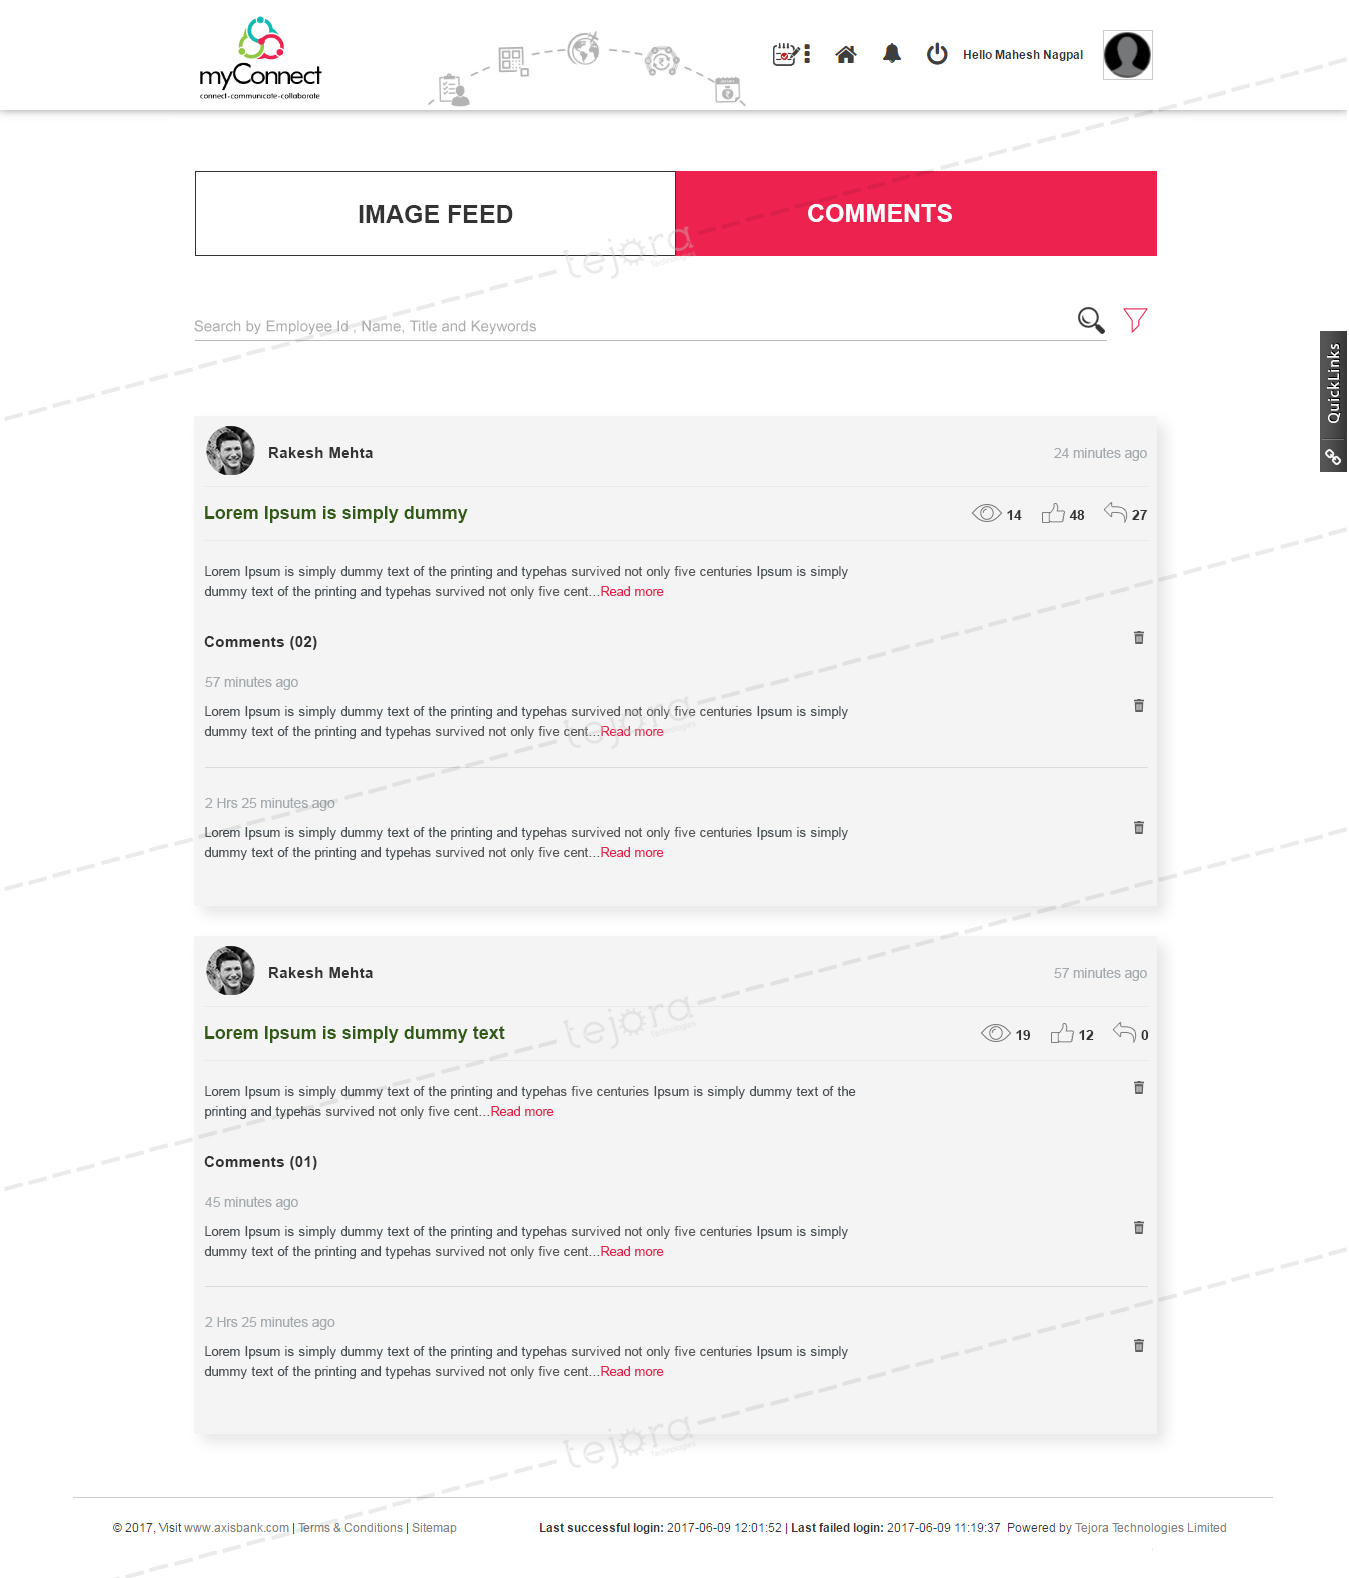 myConnect
connect-communicate-collaborate
Hello Mahesh Nagpal
IMAGE FEED
COMMENTS
Search by Employee Id , Name, Title and Keywords
QuickLinks
Rakesh Mehta
24 minutes ago
Lorem Ipsum is simply dummy
14
48
27
Lorem Ipsum is simply dummy text of the printing and typehas survived not only five centuries Ipsum is simply
dummy text of the printing and typehas survived not only five cent...Read more
Comments (02)
57 minutes ago
Lorem Ipsum is simply dummy text of the printing and typehas survived not only five centuries Ipsum is simply
dummy text of the printing and typehas survived not only five cent...Read more
2 Hrs 25 minutes ago
Lorem Ipsum is simply dummy text of the printing and typehas survived not only five centuries Ipsum is simply
dummy text of the printing and typehas survived not only five cent...Read more
Rakesh Mehta
57 minutes ago
Lorem Ipsum is simply dummy text
19
12
0
Lorem Ipsum is simply dummy text of the printing and typehas five centuries Ipsum is simply dummy text of the
printing and typehas survived not only five cent...Read more
Comments (01)
45 minutes ago
Lorem Ipsum is simply dummy text of the printing and typehas survived not only five centuries Ipsum is simply
dummy text of the printing and typehas survived not only five cent...Read more
2 Hrs 25 minutes ago
Lorem Ipsum is simply dummy text of the printing and typehas survived not only five centuries Ipsum is simply
dummy text of the printing and typehas survived not only five cent...Read more
© 2017, Visit www.axisbank.com | Terms & Conditions | Sitemap
Last successful login: 2017-06-09 12:01:52 | Last failed login: 2017-06-09 11:19:37 Powered by Tejora Technologies Limited
tejora
Technologies
tejora
Technologies
tejora
Technologies
tejora
Technologies